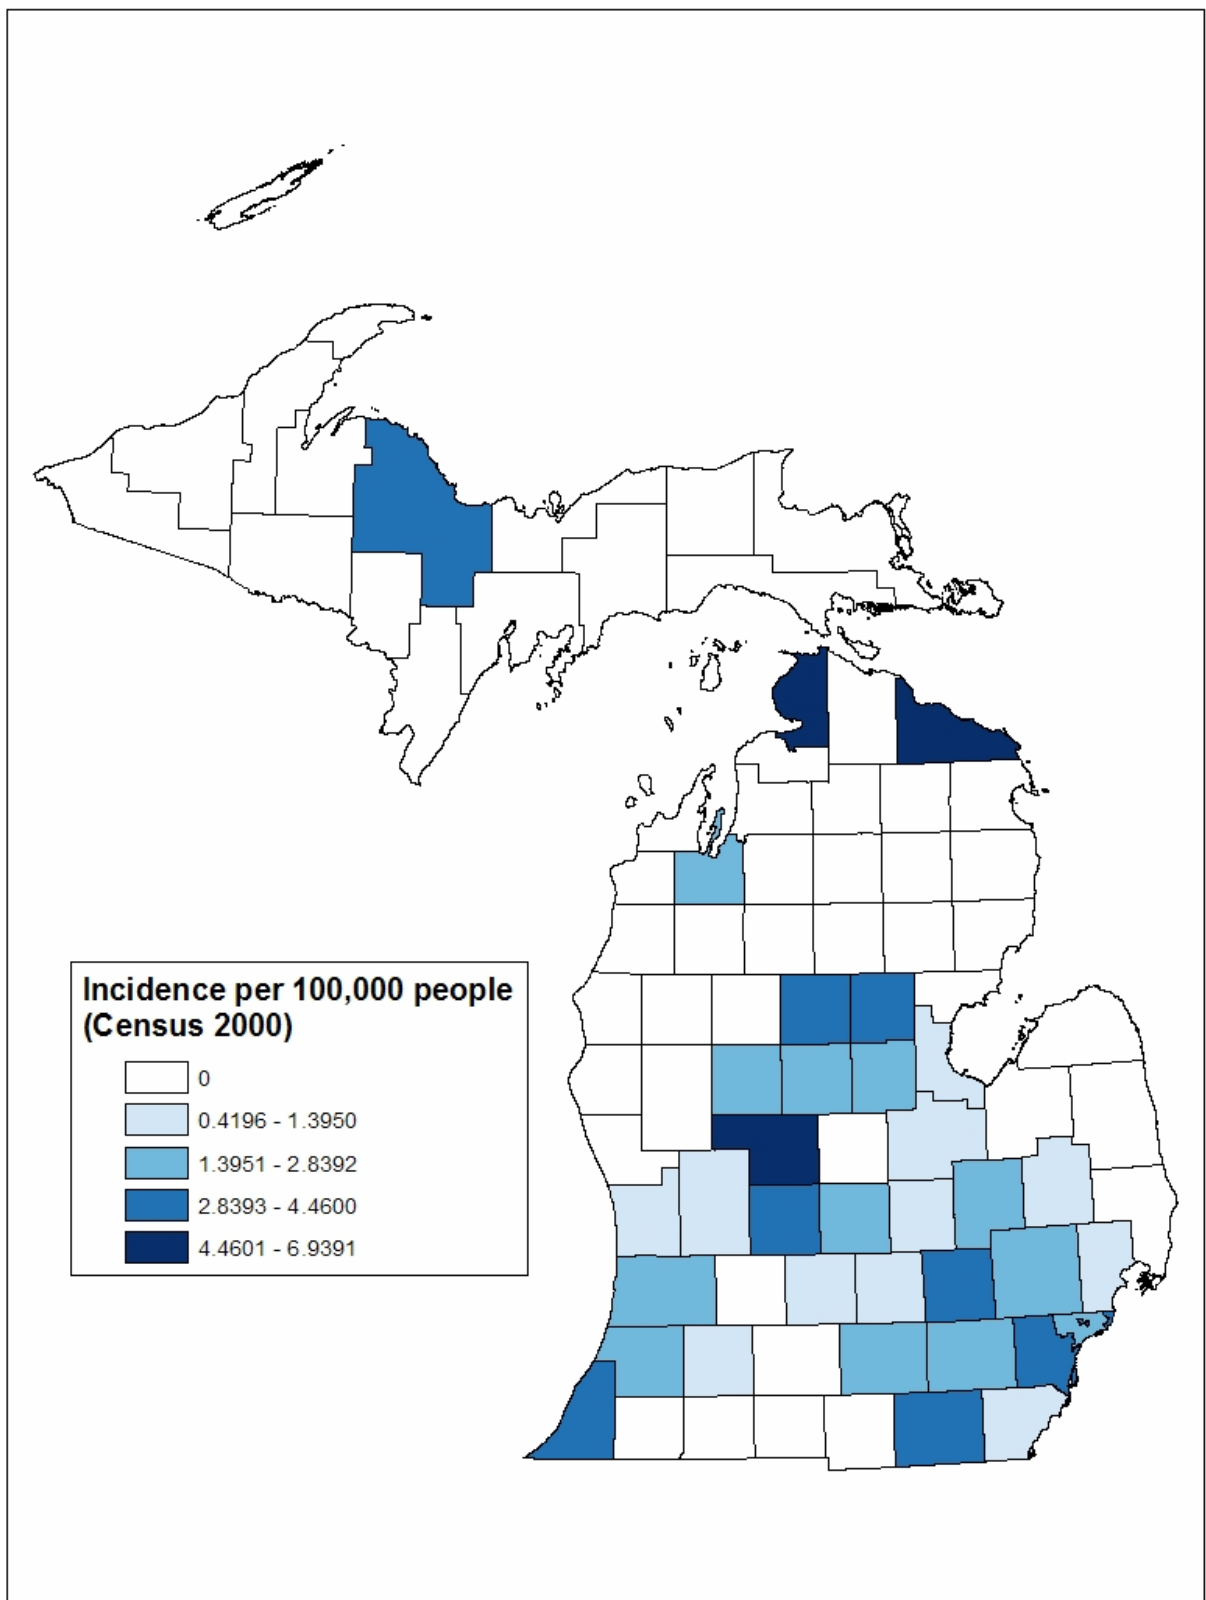 Incidence per 100,000 people
(Census 2000)
0
0.4196 - 1.3950
1.3951 - 2.8392
2.8393 - 4.4600
4.4601 - 6.9391